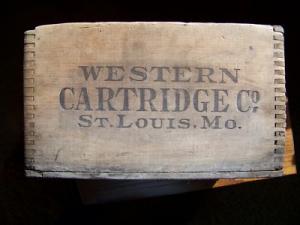 WESTERN
CARTRIDGE CO.
ST. LOUIS. MO.